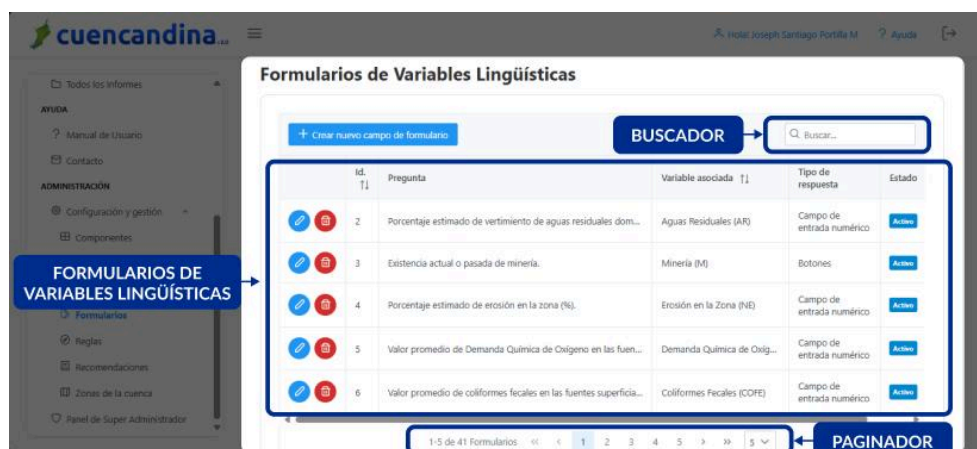 cuencandina
Hola! Joseph Santiago Portilla M
? Ayuda
Todos los Informes
AYUDA
? Manual de Usuario
Contacto
ADMINISTRACIÓN
Configuración y gestión
Componentes
FORMULARIOS DE
VARIABLES LINGÜÍSTICAS
Formularios
Reglas
Recomendaciones
Zonas de la cuenca
Panel de Super Administrador
Formularios de Variables Lingüísticas
+ Crear nuevo campo de formulario
BUSCADOR
Buscar...
Id. Pregunta Variable asociada Tipo de respuesta Estado
2 Porcentaje estimado de vertimiento de aguas residuales dom... Aguas Residuales (AR) Campo de entrada numérico Activo
3 Existencia actual o pasada de minería. Minería (M) Botones Activo
4 Porcentaje estimado de erosión en la zona (%). Erosión en la Zona (NE) Campo de entrada numérico Activo
5 Valor promedio de Demanda Química de Oxígeno en las fuen... Demanda Química de Oxíg... Campo de entrada numérico Activo
6 Valor promedio de coliformes fecales en las fuentes superficia... Coliformes Fecales (COFE) Campo de entrada numérico Activo
1-5 de 41 Formularios << < 1 2 3 4 5 > >> 5
PAGINADOR